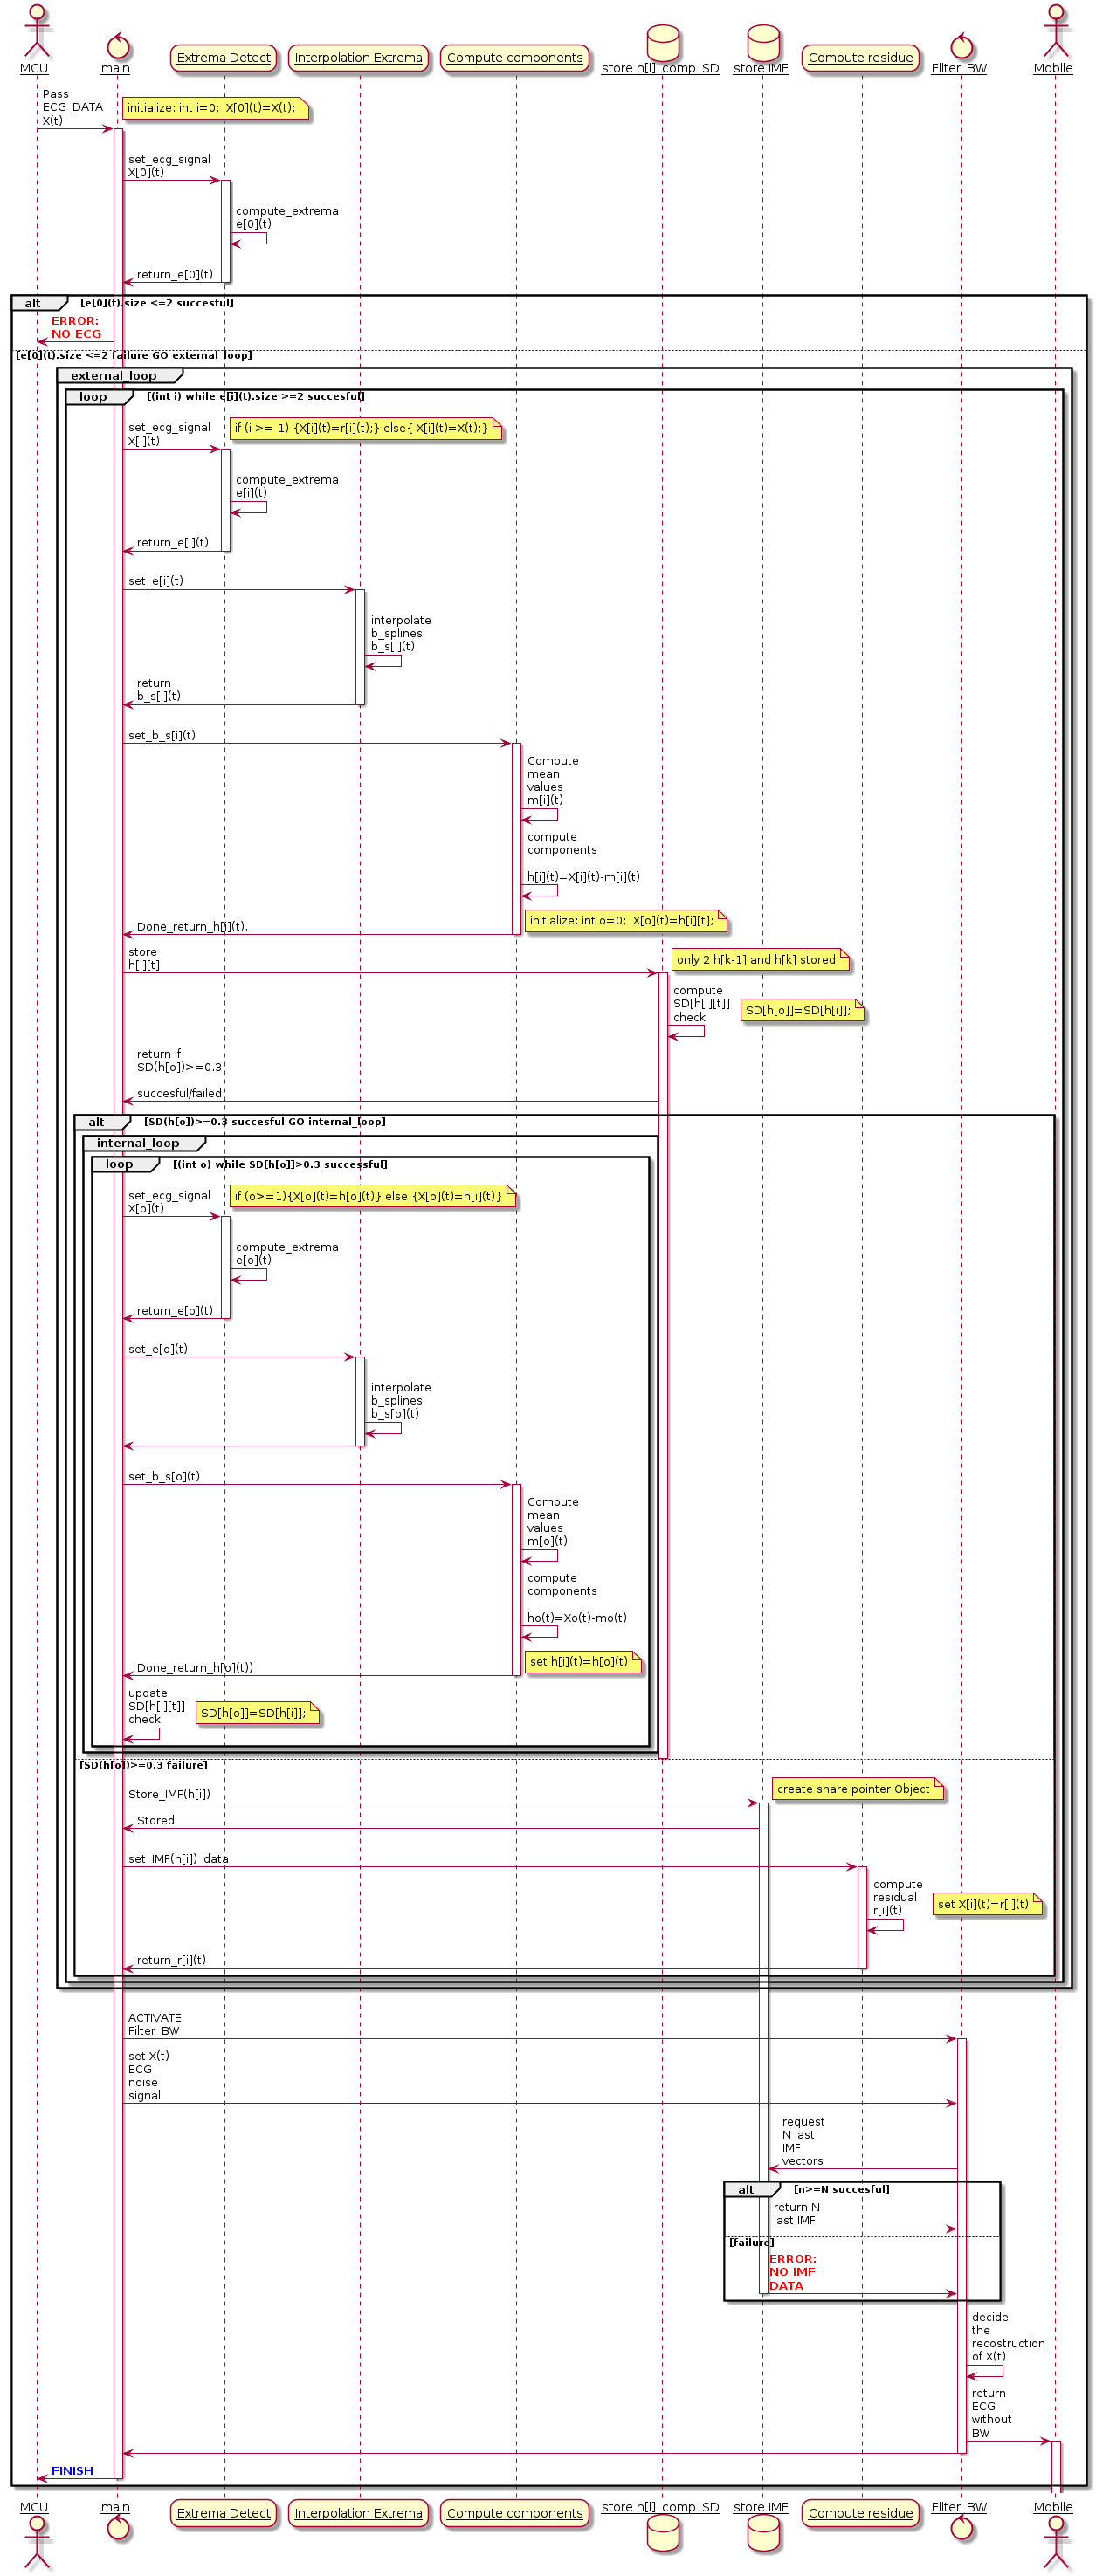 MCU
main
Extrema Detect
Interpolation Extrema
Compute components
store h[i]_comp_SD
store IMF
Compute residue
Filter_BW
Mobile
Pass
ECG_DATA
X(t)
initialize: int i=0;  X[0](t)=X(t);
set_ecg_signal
X[0](t)
compute_extrema
e[0](t)
return_e[0](t)
alt
[e[0](t).size <=2 succesful]
ERROR:
NO ECG
[e[0](t).size <=2 failure GO external_loop]
external_loop
loop
[(int i) while e[i](t).size >=2 succesful]
set_ecg_signal
X[i](t)
if (i >= 1) {X[i](t)=r[i](t);} else{ X[i](t)=X(t);}
compute_extrema
e[i](t)
return_e[i](t)
set_e[i](t)
interpolate
b_splines
b_s[i](t)
return
b_s[i](t)
set_b_s[i](t)
Compute
mean
values
m[i](t)
compute
components
h[i](t)=X[i](t)-m[i](t)
Done_return_h[i](t),
initialize: int o=0;  X[o](t)=h[i][t];
store
h[i][t]
only 2 h[k-1] and h[k] stored
compute
SD[h[i][t]]
check
SD[h[o]]=SD[h[i]];
return if
SD(h[o])>=0.3
succesful/failed
alt
[SD(h[o])>=0.3 succesful GO internal_loop]
internal_loop
loop
[(int o) while SD[h[o]]>0.3 successful]
set_ecg_signal
X[o](t)
if (o>=1){X[o](t)=h[o](t)} else {X[o](t)=h[i](t)}
compute_extrema
e[o](t)
return_e[o](t)
set_e[o](t)
interpolate
b_splines
b_s[o](t)
set_b_s[o](t)
Compute
mean
values
m[o](t)
compute
components
ho(t)=Xo(t)-mo(t)
Done_return_h[o](t))
set h[i](t)=h[o](t)
update
SD[h[i][t]]
check
SD[h[o]]=SD[h[i]];
[SD(h[o])>=0.3 failure]
Store_IMF(h[i])
create share pointer Object
Stored
set_IMF(h[i])_data
compute
residual
r[i](t)
set X[i](t)=r[i](t)
return_r[i](t)
ACTIVATE
Filter_BW
set X(t)
ECG
noise
signal
request
N last
IMF
vectors
alt
[n>=N succesful]
return N
last IMF
[failure]
ERROR:
NO IMF
DATA
decide
the
recostruction
of X(t)
return
ECG
without
BW
FINISH
MCU
main
Extrema Detect
Interpolation Extrema
Compute components
store h[i]_comp_SD
store IMF
Compute residue
Filter_BW
Mobile